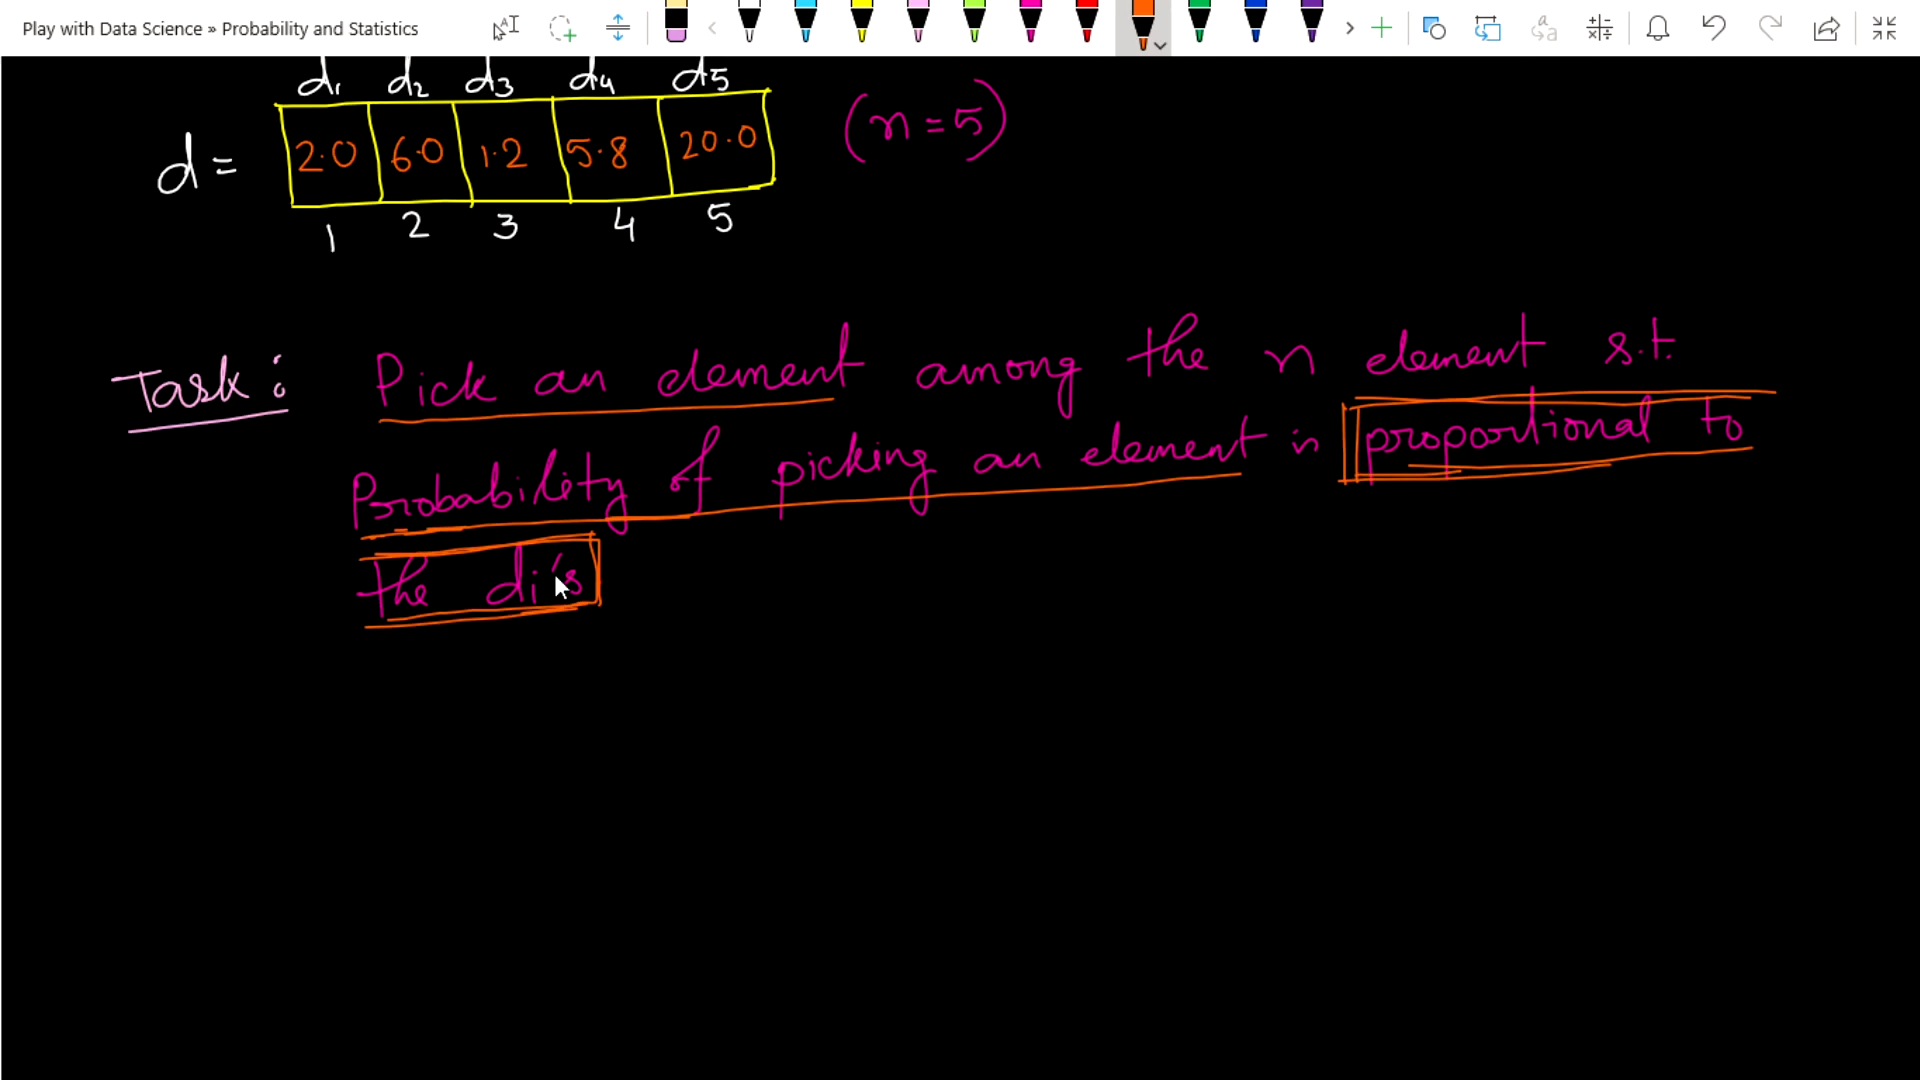 Play with Data Science » Probability and Statistics
d1 d2 d3 d4 d5
d = 2.0 6.0 1.2 5.8 20.0 (n=5)
1 2 3 4 5
Task: Pick an element among the n element s.t.
Probability of picking an element is proportional to
the di's